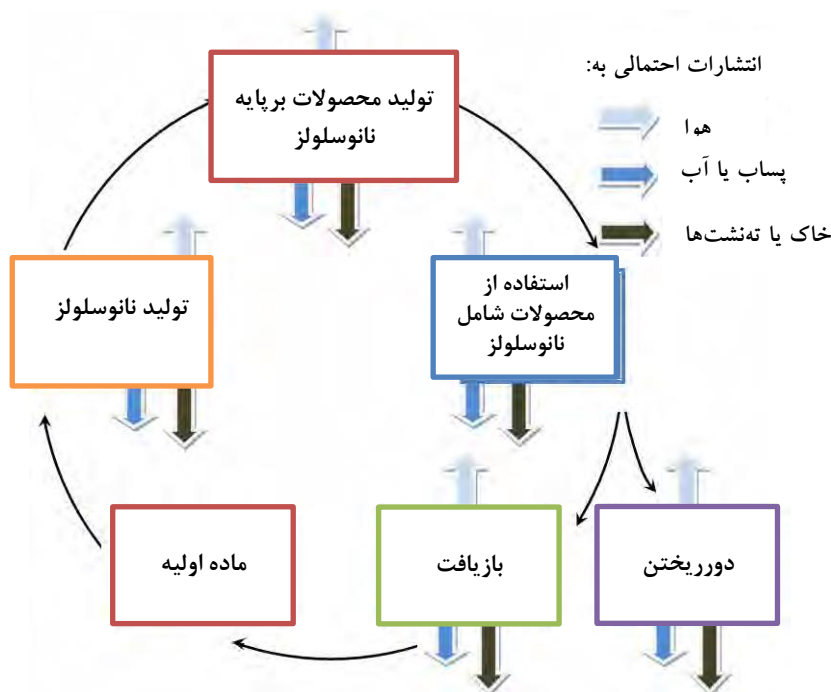 انتشارات احتمالی به:
هوا
پساب یا آب
خاک یا ته‌نشت‌ها
تولید محصولات برپایه
نانوسلولز
تولید نانوسلولز
استفاده از
محصولات شامل
نانوسلولز
ماده اولیه
بازیافت
دورریختن